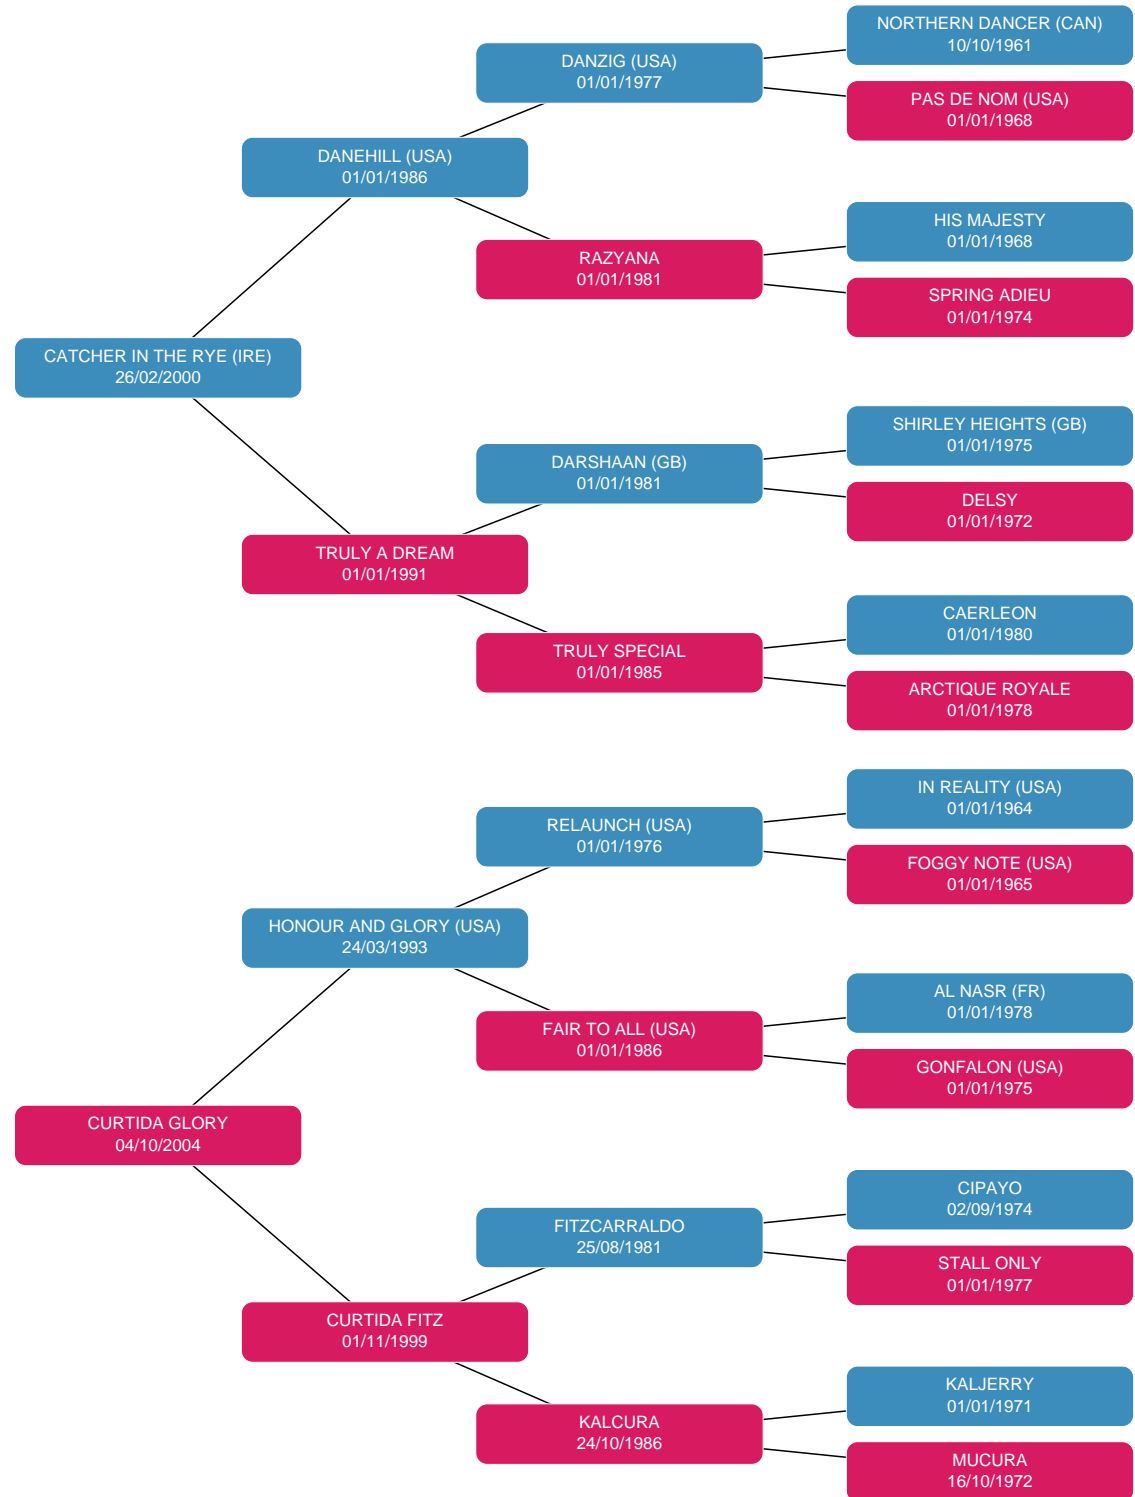 NORTHERN DANCER (CAN)
10/10/1961
DANZIG (USA)
01/01/1977
PAS DE NOM (USA)
01/01/1968
DANEHILL (USA)
01/01/1986
HIS MAJESTY
01/01/1968
RAZYANA
01/01/1981
SPRING ADIEU
01/01/1974
CATCHER IN THE RYE (IRE)
26/02/2000
SHIRLEY HEIGHTS (GB)
01/01/1975
DARSHAAN (GB)
01/01/1981
DELSY
01/01/1972
TRULY A DREAM
01/01/1991
CAERLEON
01/01/1980
TRULY SPECIAL
01/01/1985
ARCTIQUE ROYALE
01/01/1978
IN REALITY (USA)
01/01/1964
RELAUNCH (USA)
01/01/1976
FOGGY NOTE (USA)
01/01/1965
HONOUR AND GLORY (USA)
24/03/1993
AL NASR (FR)
01/01/1978
FAIR TO ALL (USA)
01/01/1986
GONFALON (USA)
01/01/1975
CURTIDA GLORY
04/10/2004
CIPAYO
02/09/1974
FITZCARRALDO
25/08/1981
STALL ONLY
01/01/1977
CURTIDA FITZ
01/11/1999
KALJERRY
01/01/1971
KALCURA
24/10/1986
MUCURA
16/10/1972